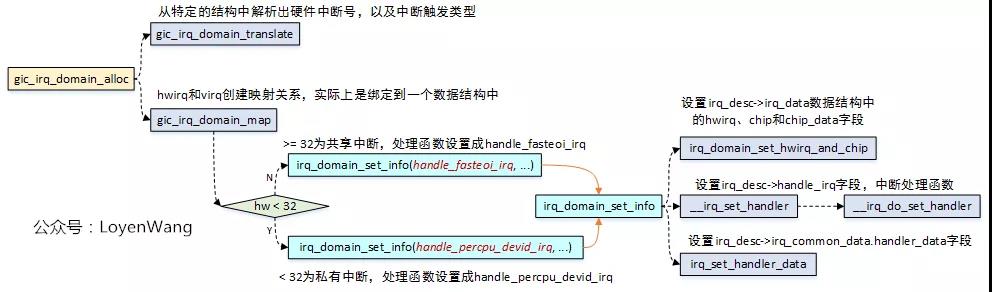 从特定的结构中解析出硬件中断号，以及中断触发类型
gic_irq_domain_translate
gic_irq_domain_alloc
hwirq和virq创建映射关系，实际上是绑定到一个数据结构中
gic_irq_domain_map
>= 32为共享中断，处理函数设置成handle_fasteoi_irq
irq_domain_set_info(handle_fasteoi_irq, ...)
N
hw < 32
Y
irq_domain_set_info(handle_percpu_devid_irq, ...)
< 32为私有中断，处理函数设置成handle_percpu_devid_irq
irq_domain_set_info
设置irq_desc->irq_data数据结构中
的hwirq、chip和chip_data字段
irq_domain_set_hwirq_and_chip
设置irq_desc->handle_irq字段，中断处理函数
__irq_set_handler
__irq_do_set_handler
设置irq_desc->irq_common_data.handler_data字段
irq_set_handler_data
公众号：LoyenWang